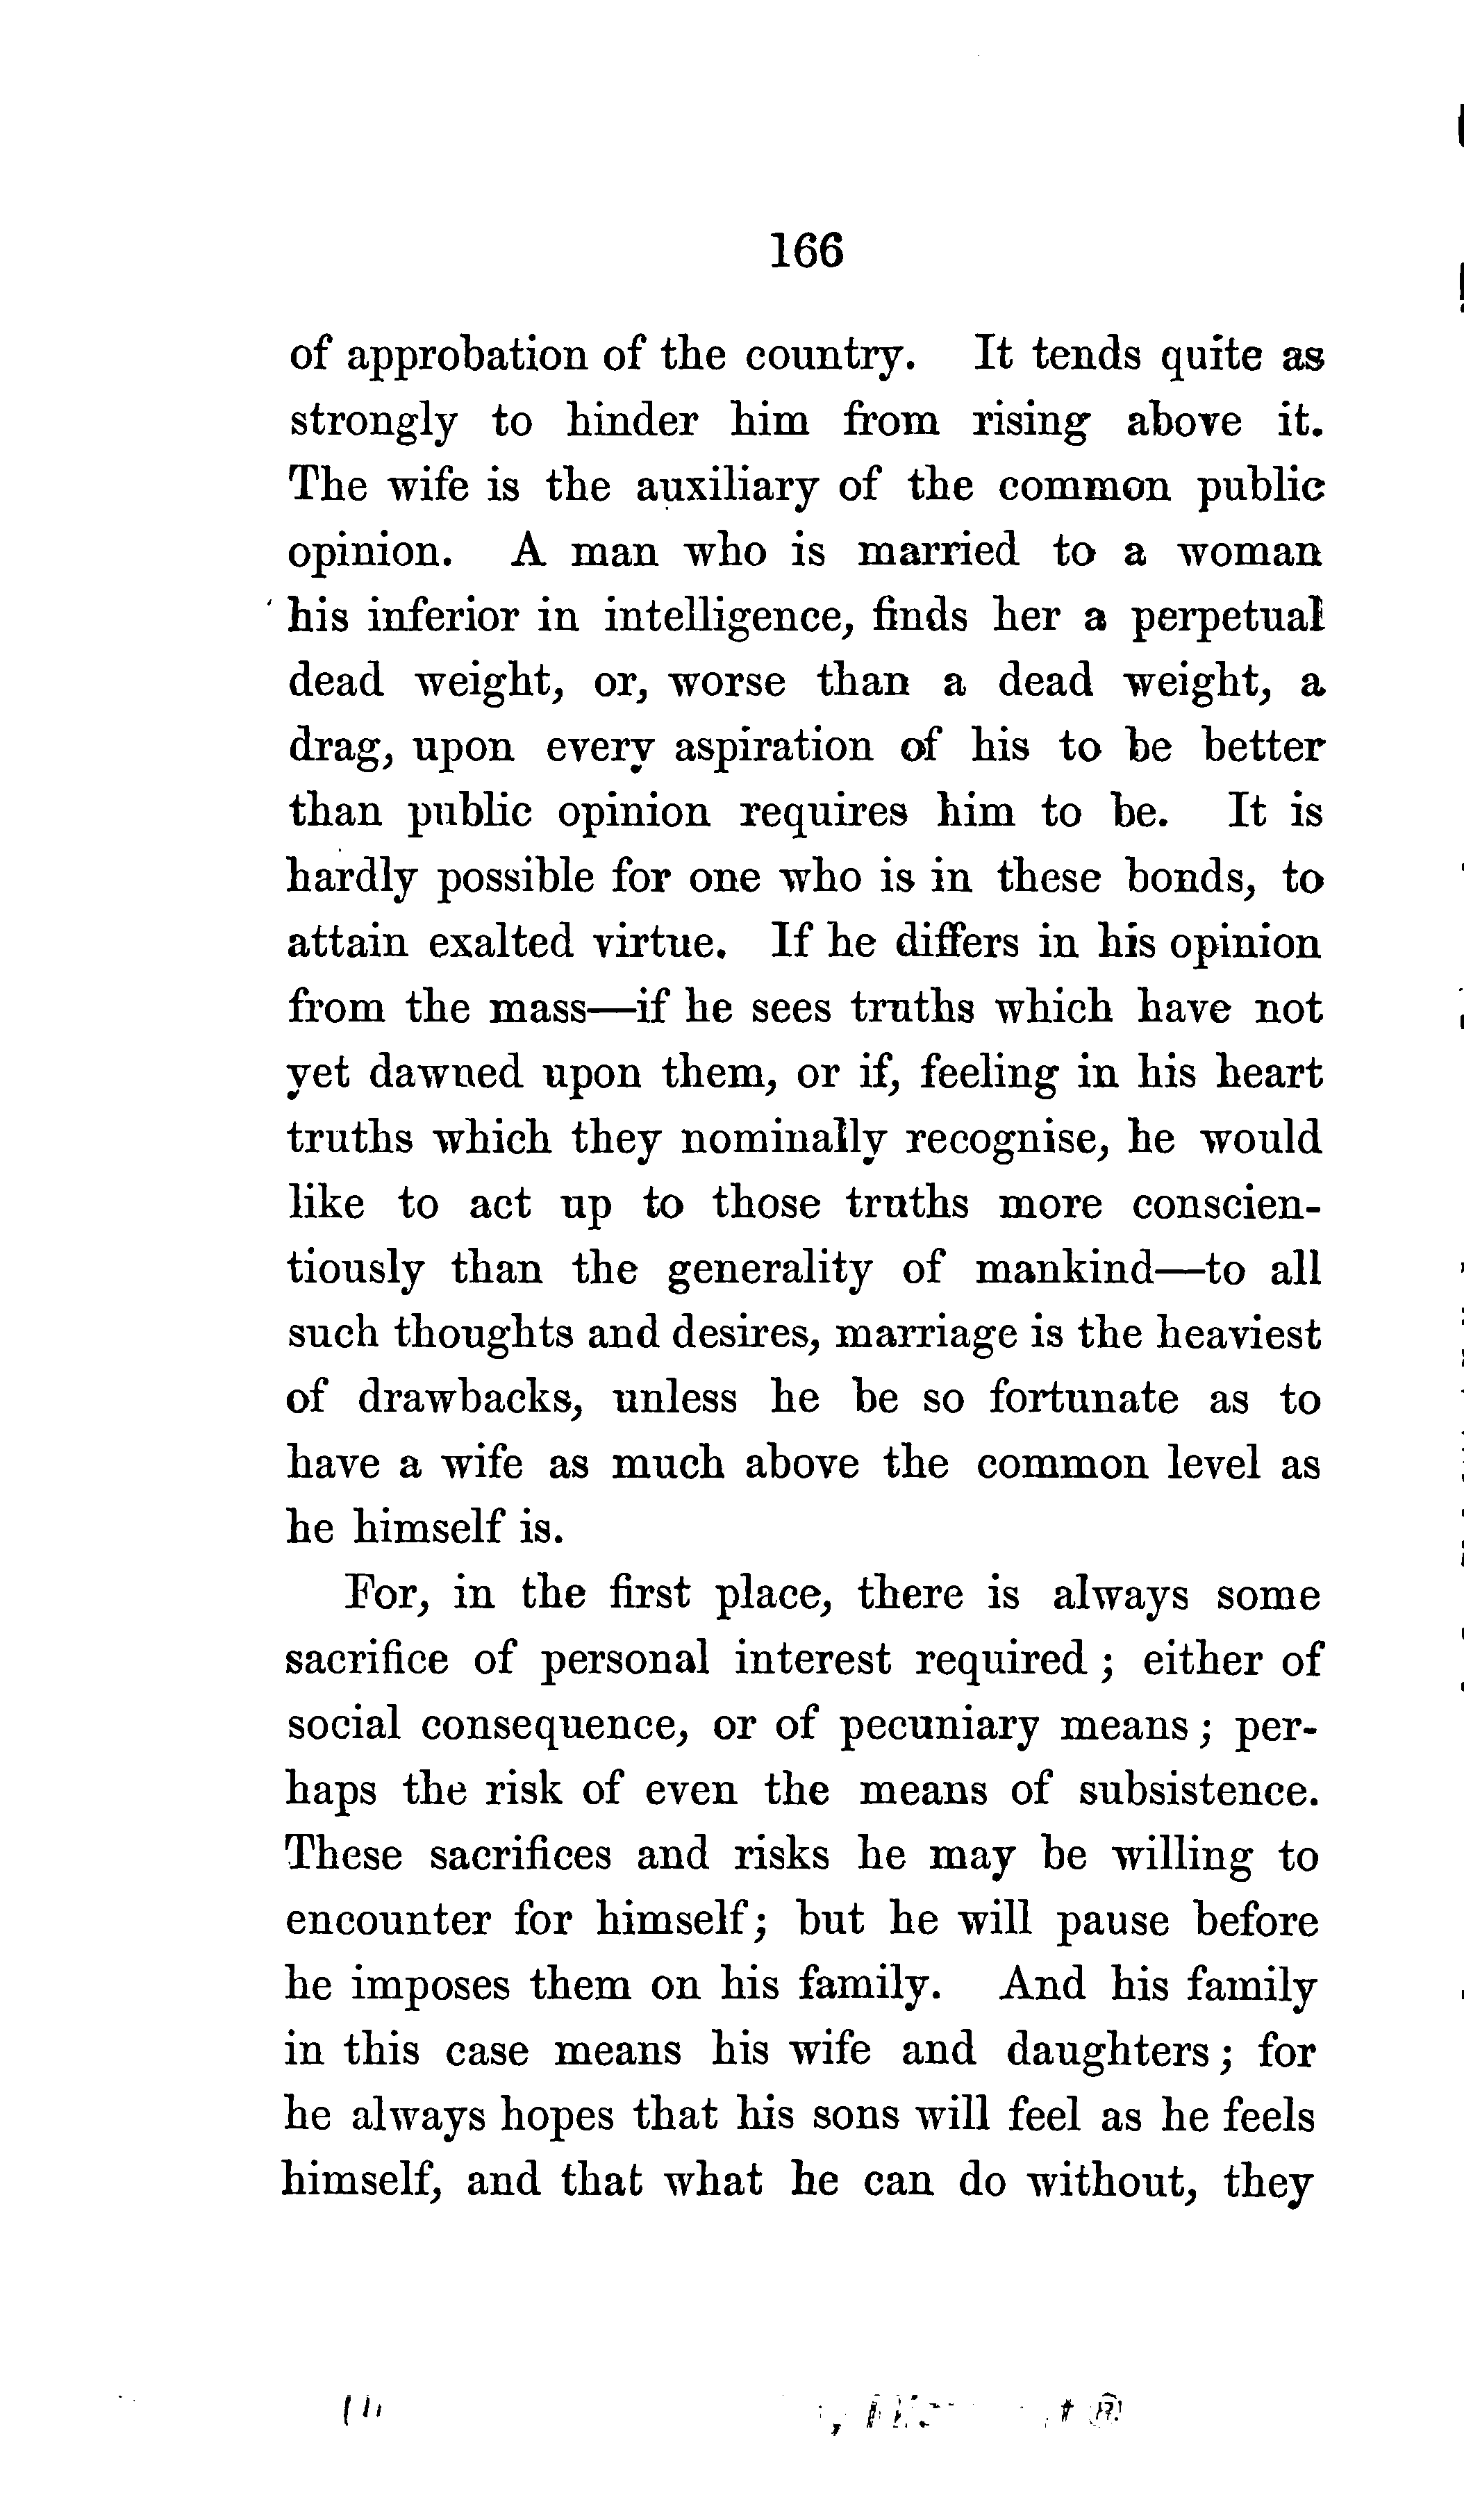 166
of approbation of the country. It tends quite as
strongly to hinder him from rising above it.
The wife is the auxiliary of the common public
opinion. A man who is married to a woman
his inferior in intelligence, finds her a perpetual
dead weight, or, worse than a dead weight, a
drag, upon every aspiration of his to be better
than public opinion requires him to be. It is
hardly possible for one who is in these bonds, to
attain exalted virtue. If he differs in his opinion
from the mass—if he sees truths which have not
yet dawned upon them, or if, feeling in his heart
truths which they nominally recognise, he would
like to act up to those truths more conscien-
tiously than the generality of mankind—to all
such thoughts and desires, marriage is the heaviest
of drawbacks, unless he be so fortunate as to
have a wife as much above the common level as
he himself is.
For, in the first place, there is always some
sacrifice of personal interest required ; either of
social consequence, or of pecuniary means ; per-
haps the risk of even the means of subsistence.
These sacrifices and risks he may be willing to
encounter for himself; but he will pause before
he imposes them on his family. And his family
in this case means his wife and daughters ; for
he always hopes that his sons will feel as he feels
himself, and that what he can do without, they